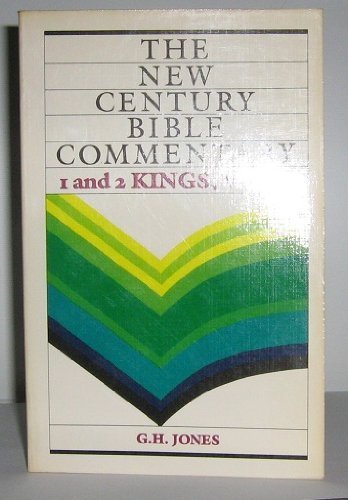 THE
NEW
CENTURY
BIBLE
COMMENTARY
1 and 2 KINGS,
G.H. JONES